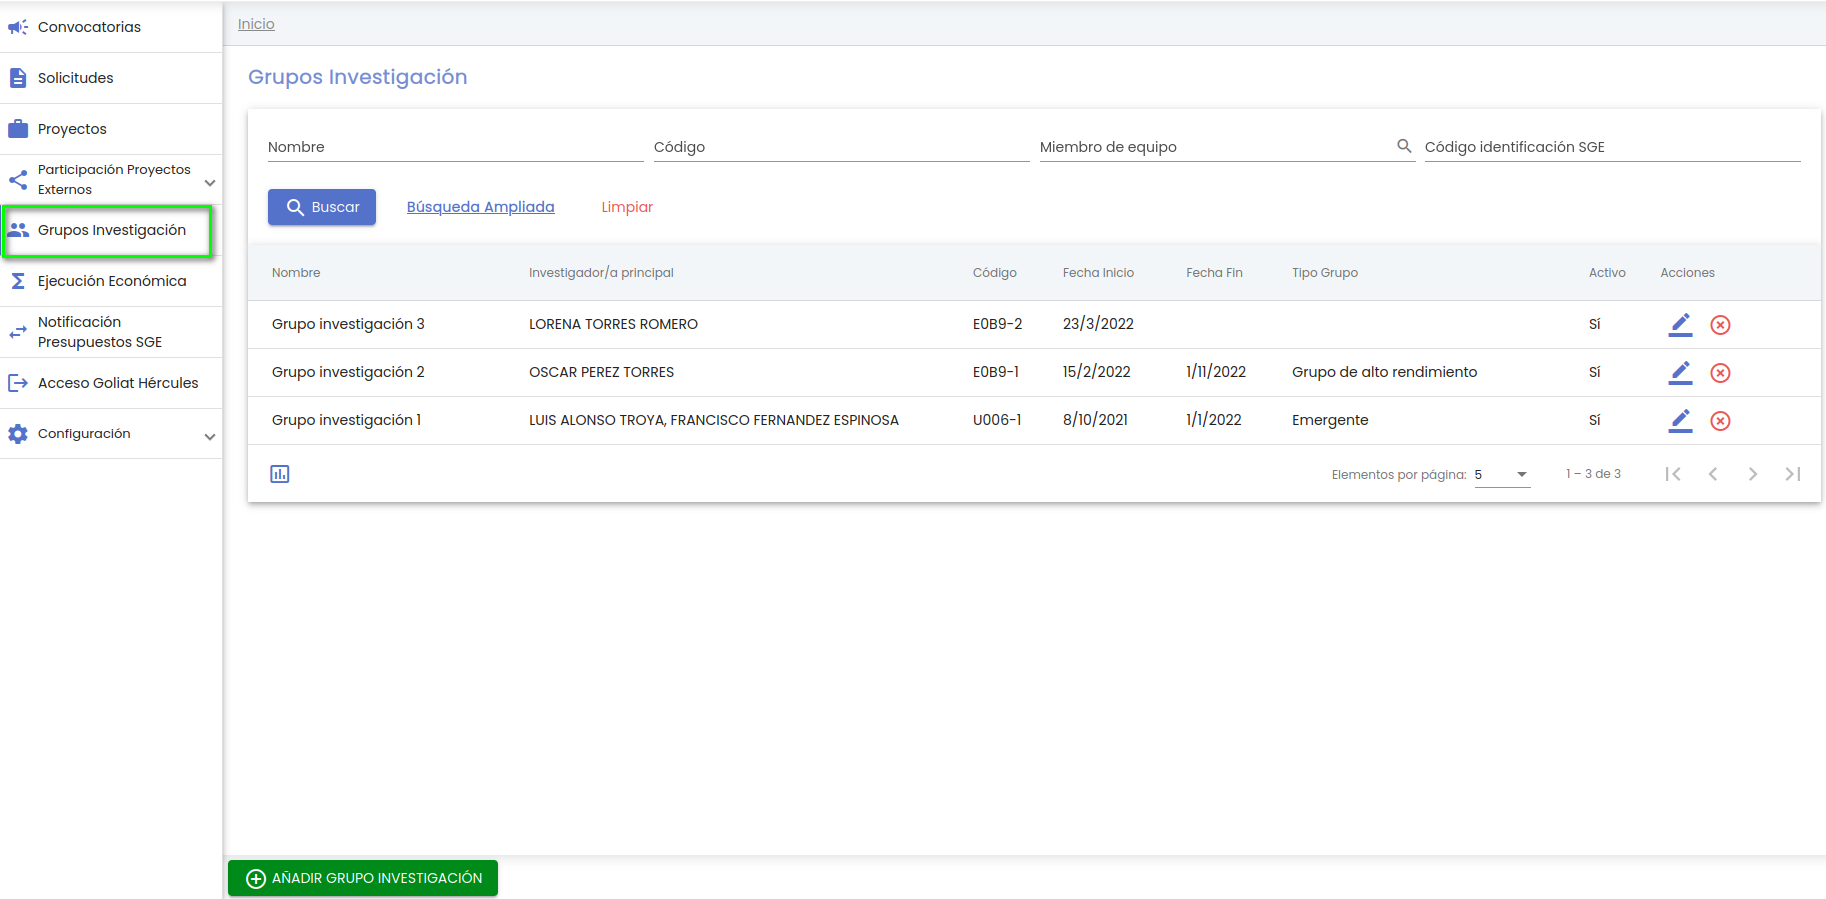 Convocatorias
Solicitudes
Proyectos
Participación Proyectos
Externos
Grupos Investigación
Ejecución Económica
Notificación
Presupuestos SGE
Acceso Goliat Hércules
Configuración
Inicio
Grupos Investigación
Nombre Código Miembro de equipo Código identificación SGE
Buscar Búsqueda Ampliada Limpiar
Nombre Investigador/a principal Código Fecha Inicio Fecha Fin Tipo Grupo Activo Acciones
Grupo investigación 3 LORENA TORRES ROMERO E0B9-2 23/3/2022 Sí
Grupo investigación 2 OSCAR PEREZ TORRES E0B9-1 15/2/2022 1/11/2022 Grupo de alto rendimiento Sí
Grupo investigación 1 LUIS ALONSO TROYA, FRANCISCO FERNANDEZ ESPINOSA U006-1 8/10/2021 1/1/2022 Emergente Sí
Elementos por página: 5 1 – 3 de 3
AÑADIR GRUPO INVESTIGACIÓN